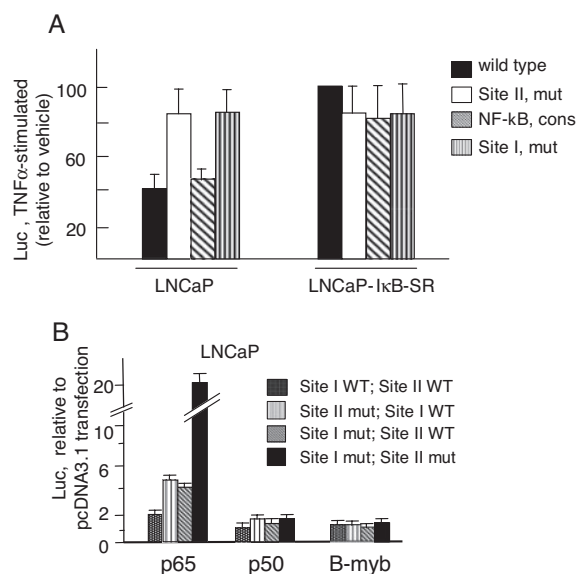 A
Luc, TNFα-stimulated
(relative to vehicle)
100
60
20
LNCaP
LNCaP-IκB-SR
wild type
Site II, mut
NF-kB, cons
Site I, mut
B
LNCaP
Luc, relative to
pcDNA3.1 transfection
20
10
6
2
0
p65
p50
B-myb
Site I WT; Site II WT
Site II mut; Site I WT
Site I mut; Site II WT
Site I mut; Site II mut